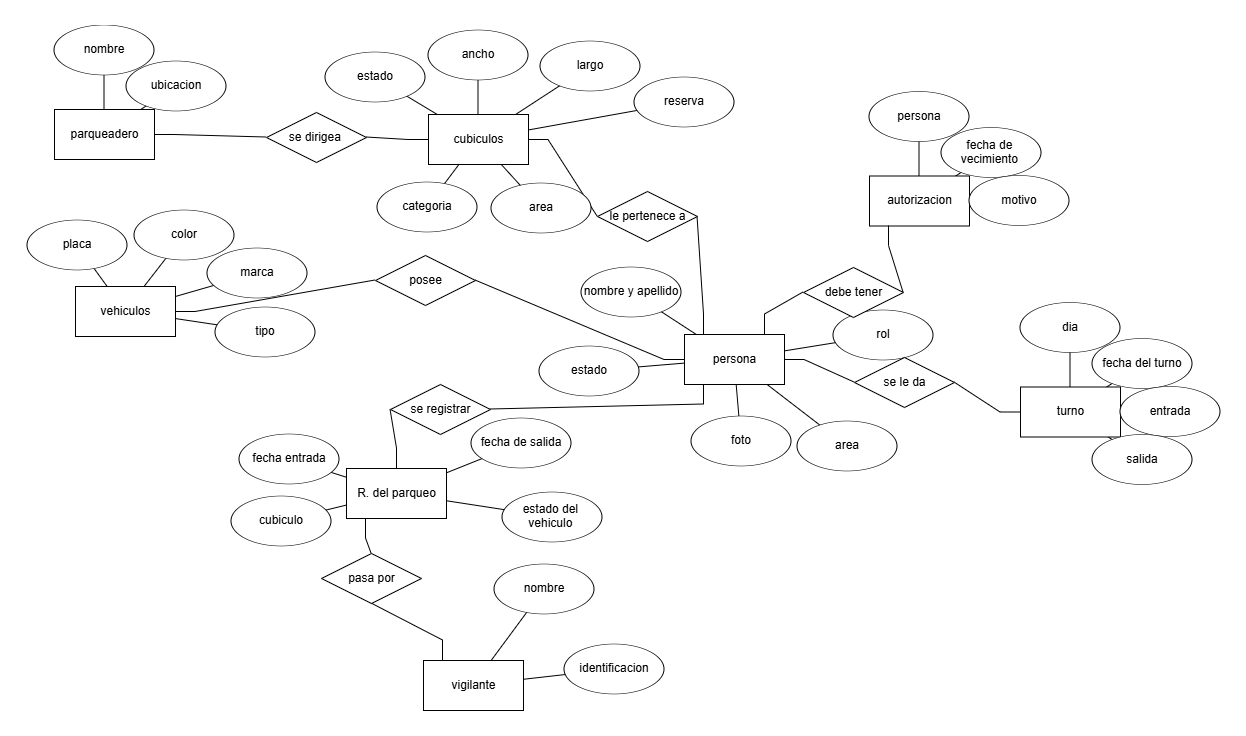 nombre
ubicacion
parqueadero
se dirigea
estado
ancho
largo
reserva
cubiculos
categoria
area
le pertenece a
persona
fecha de
vecimiento
autorizacion
motivo
placa
color
marca
vehiculos
tipo
posee
nombre y apellido
debe tener
rol
persona
estado
se le da
foto
area
dia
fecha del turno
turno
entrada
salida
se registrar
fecha entrada
fecha de salida
R. del parqueo
cubiculo
estado del
vehiculo
pasa por
nombre
identificacion
vigilante